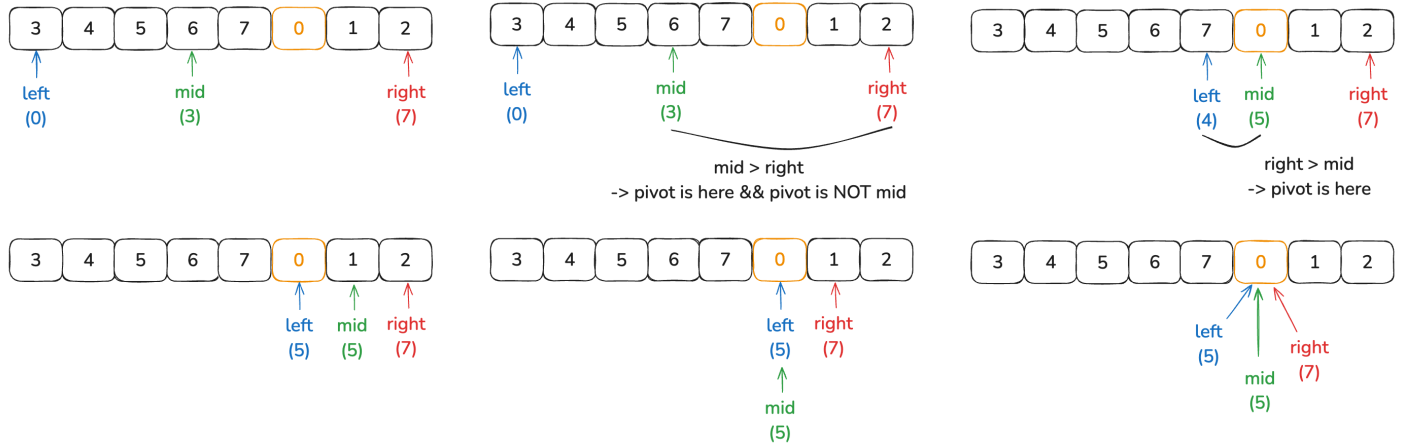 3 4 5 6 7 0 1 2
left mid right
(0) (3) (7)
3 4 5 6 7 0 1 2
left mid right
(0) (3) (7)
mid > right
-> pivot is here && pivot is NOT mid
3 4 5 6 7 0 1 2
left mid right
(4) (5) (7)
right > mid
-> pivot is here
3 4 5 6 7 0 1 2
left mid right
(5) (5) (7)
3 4 5 6 7 0 1 2
left right
(5) (7)
mid
(5)
3 4 5 6 7 0 1 2
left
(5)
right
(7)
mid
(5)